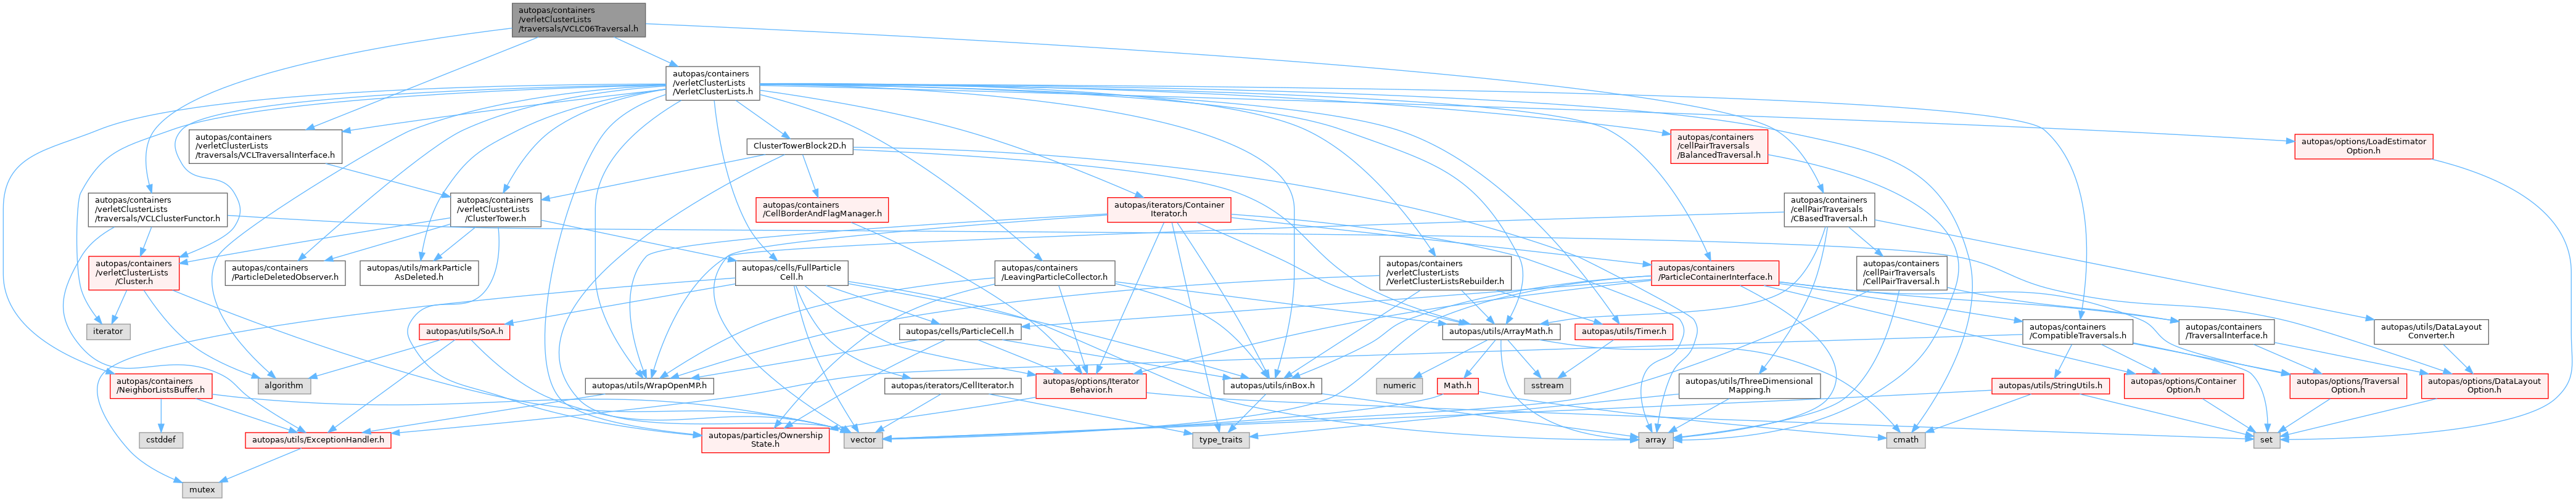 autopas/containers
/verletClusterLists
/traversals/VCLC06Traversal.h
autopas/containers
/verletClusterLists
/VerletClusterLists.h
autopas/containers
/verletClusterLists
/traversals/VCLTraversalInterface.h
ClusterTowerBlock2D.h
autopas/containers
/cellPairTraversals
/BalancedTraversal.h
autopas/options/LoadEstimator
Option.h
autopas/containers
/verletClusterLists
/traversals/VCLClusterFunctor.h
autopas/containers
/verletClusterLists
/ClusterTower.h
autopas/containers
/CellBorderAndFlagManager.h
autopas/iterators/Container
Iterator.h
autopas/containers
/cellPairTraversals
/CBasedTraversal.h
autopas/containers
/verletClusterLists
/Cluster.h
autopas/containers
/ParticleDeletedObserver.h
autopas/utils/markParticle
AsDeleted.h
autopas/cells/FullParticle
Cell.h
autopas/containers
/LeavingParticleCollector.h
autopas/containers
/verletClusterLists
/VerletClusterListsRebuilder.h
autopas/containers
/ParticleContainerInterface.h
autopas/containers
/cellPairTraversals
/CellPairTraversal.h
iterator
autopas/utils/SoA.h
autopas/cells/ParticleCell.h
autopas/utils/ArrayMath.h
autopas/utils/Timer.h
autopas/containers
/CompatibleTraversals.h
autopas/containers
/TraversalInterface.h
autopas/utils/DataLayout
Converter.h
autopas/containers
/NeighborListsBuffer.h
algorithm
autopas/utils/WrapOpenMP.h
autopas/iterators/CellIterator.h
autopas/options/Iterator
Behavior.h
autopas/utils/inBox.h
numeric
Math.h
sstream
autopas/utils/ThreeDimensional
Mapping.h
autopas/utils/StringUtils.h
autopas/options/Container
Option.h
autopas/options/Traversal
Option.h
autopas/options/DataLayout
Option.h
cstddef
autopas/utils/ExceptionHandler.h
autopas/particles/Ownership
State.h
vector
type_traits
array
cmath
set
mutex